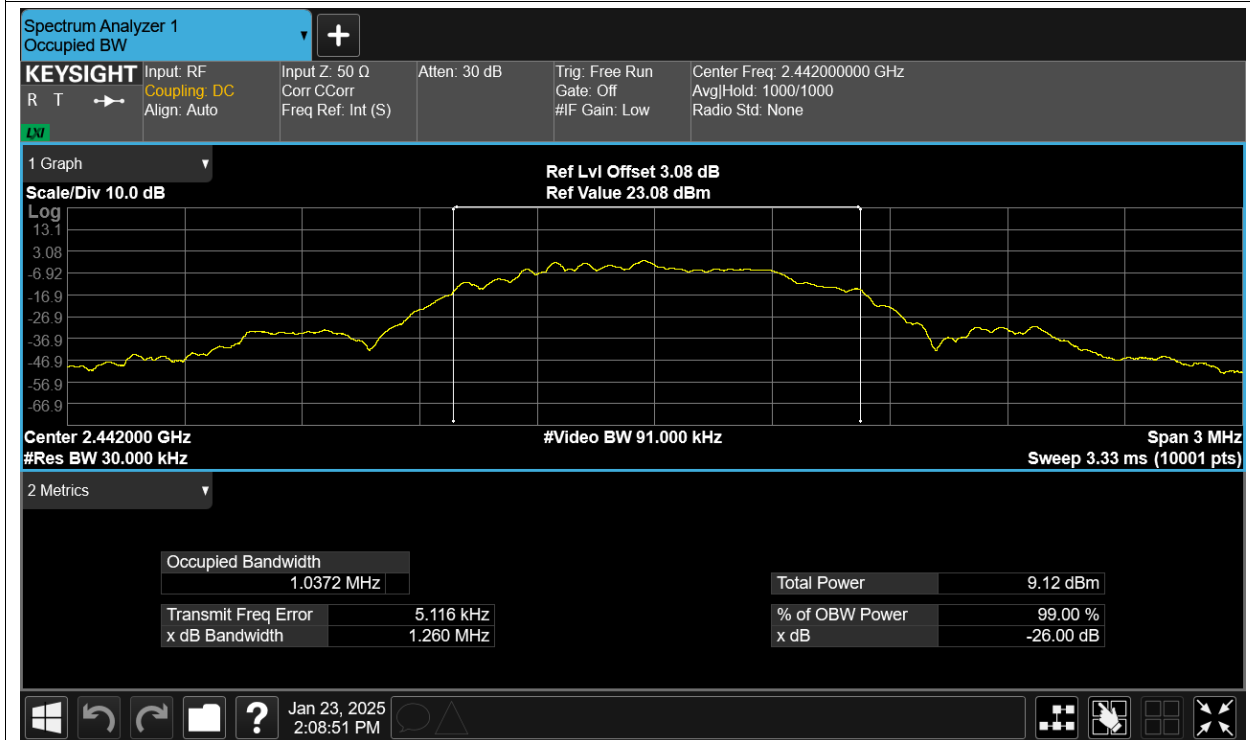 Spectrum Analyzer 1
Occupied BW
KEYSIGHT
R T
LXI
Input: RF
Coupling: DC
Align: Auto
Input Z: 50 Ω
Corr CCorr
Freq Ref: Int (S)
Atten: 30 dB
Trig: Free Run
Gate: Off
#IF Gain: Low
Center Freq: 2.442000000 GHz
Avg|Hold: 1000/1000
Radio Std: None
1 Graph
Scale/Div 10.0 dB
Ref Lvl Offset 3.08 dB
Ref Value 23.08 dBm
Log
13.1
3.08
-6.92
-16.9
-26.9
-36.9
-46.9
-56.9
-66.9
Center 2.442000 GHz
#Res BW 30.000 kHz
#Video BW 91.000 kHz
Span 3 MHz
Sweep 3.33 ms (10001 pts)
2 Metrics
Occupied Bandwidth
1.0372 MHz
Transmit Freq Error 5.116 kHz
x dB Bandwidth 1.260 MHz
Total Power 9.12 dBm
% of OBW Power 99.00 %
x dB -26.00 dB
?
Jan 23, 2025
2:08:51 PM